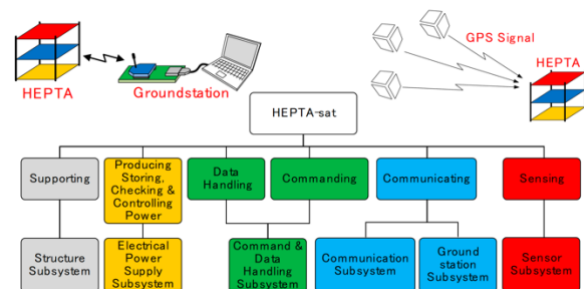 GPS Signal
HEPTA
HEPTA
Groundstation
HEPTA-sat
Supporting
Producing
Storing,
Checking &
Controlling
Power
Data
Handling
Commanding
Communicating
Sensing
Structure
Subsystem
Electrical
Power
Supply
Subsystem
Command &
Data
Handling
Subsystem
Communication
Subsystem
Ground
station
Subsystem
Sensor
Subsystem